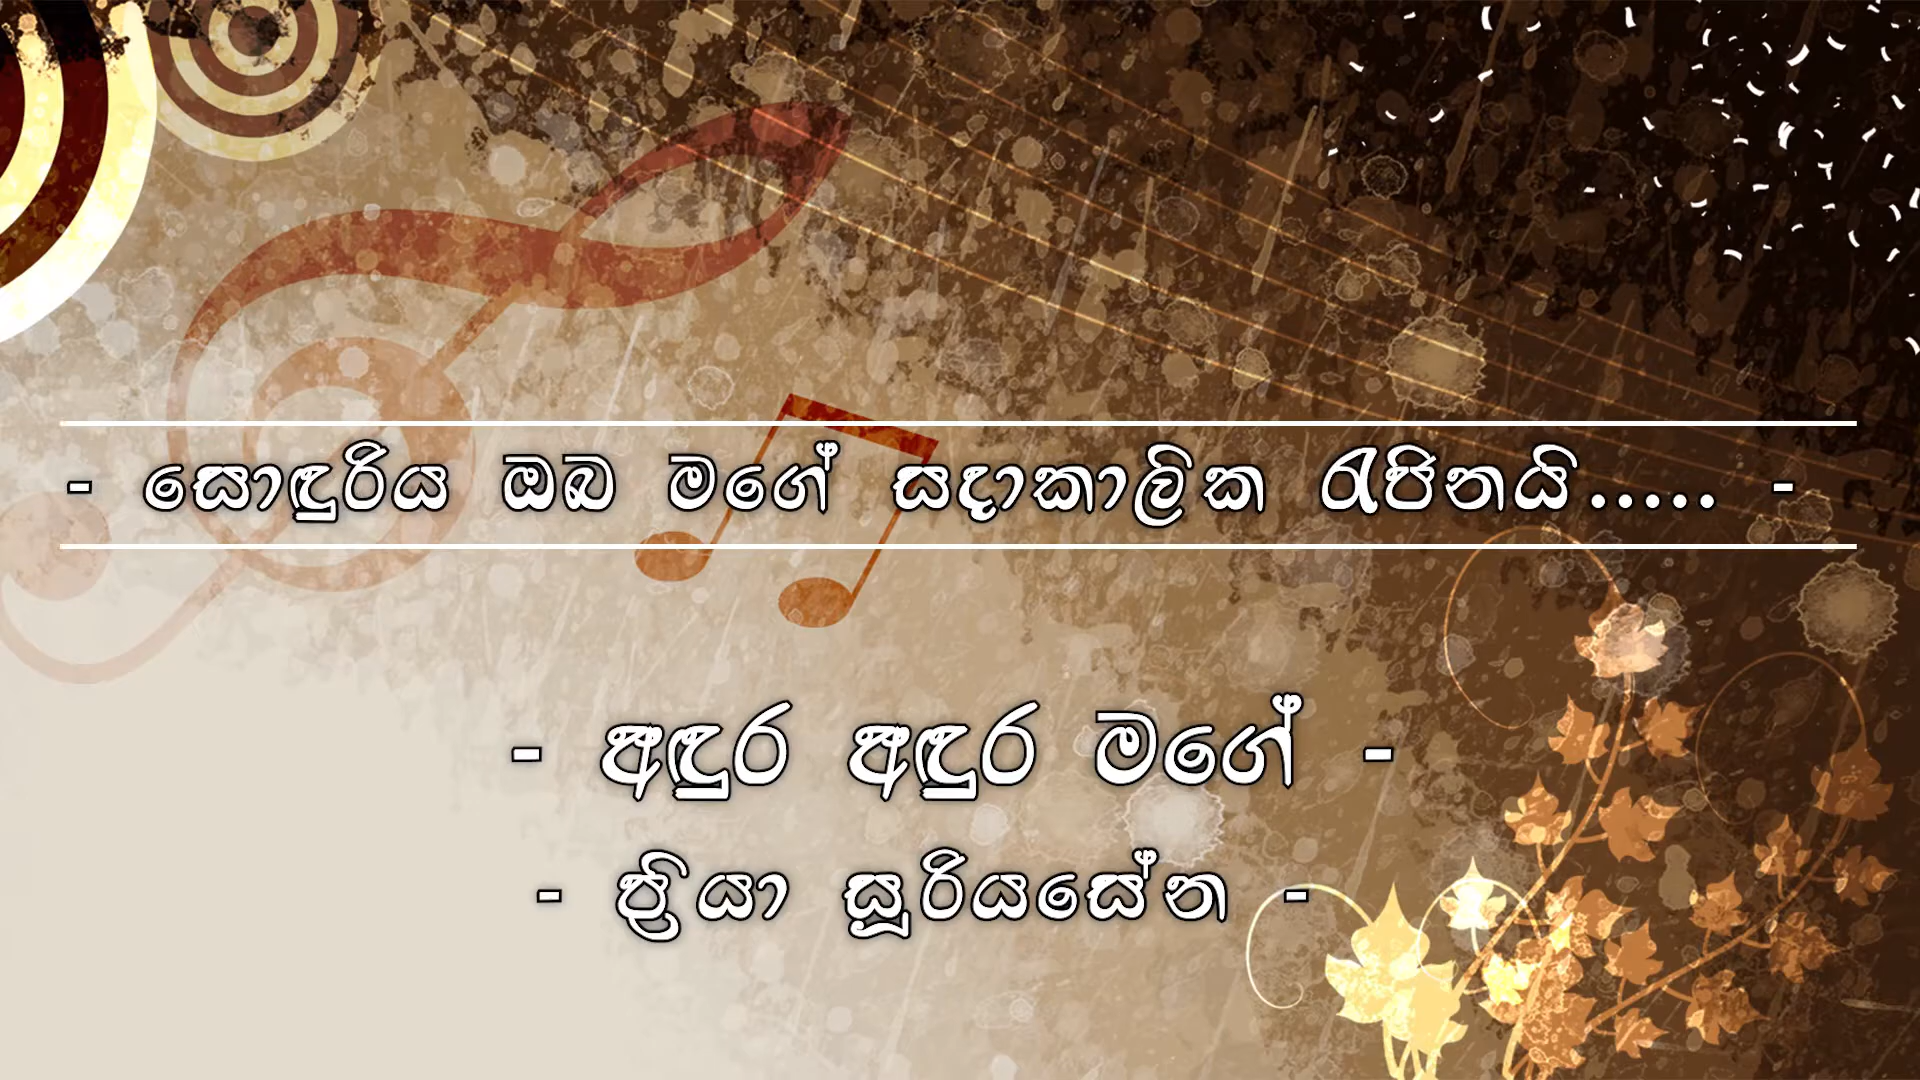 - සොඳුරිය ඔබ මගේ සදාකාලික රැජිනයි..... -
- අඳුර අඳුර මගේ -
- ප්‍රියා සූරියසේන -